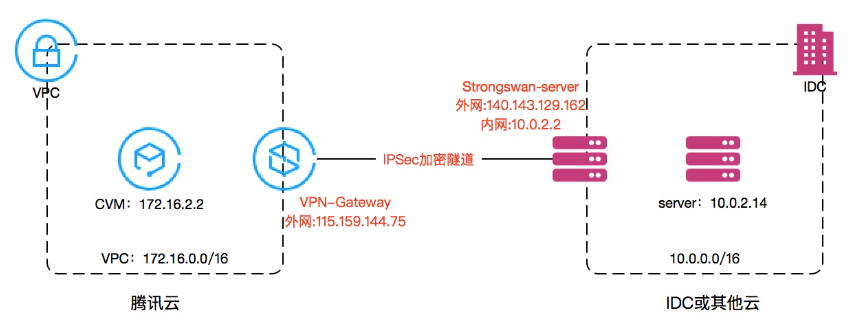 VPC
IDC
Strongswan-server
外网:140.143.129.162
内网:10.0.2.2
IPSec加密隧道
CVM：172.16.2.2
VPN-Gateway
外网:115.159.144.75
server：10.0.2.14
VPC：172.16.0.0/16
10.0.0.0/16
腾讯云
IDC或其他云